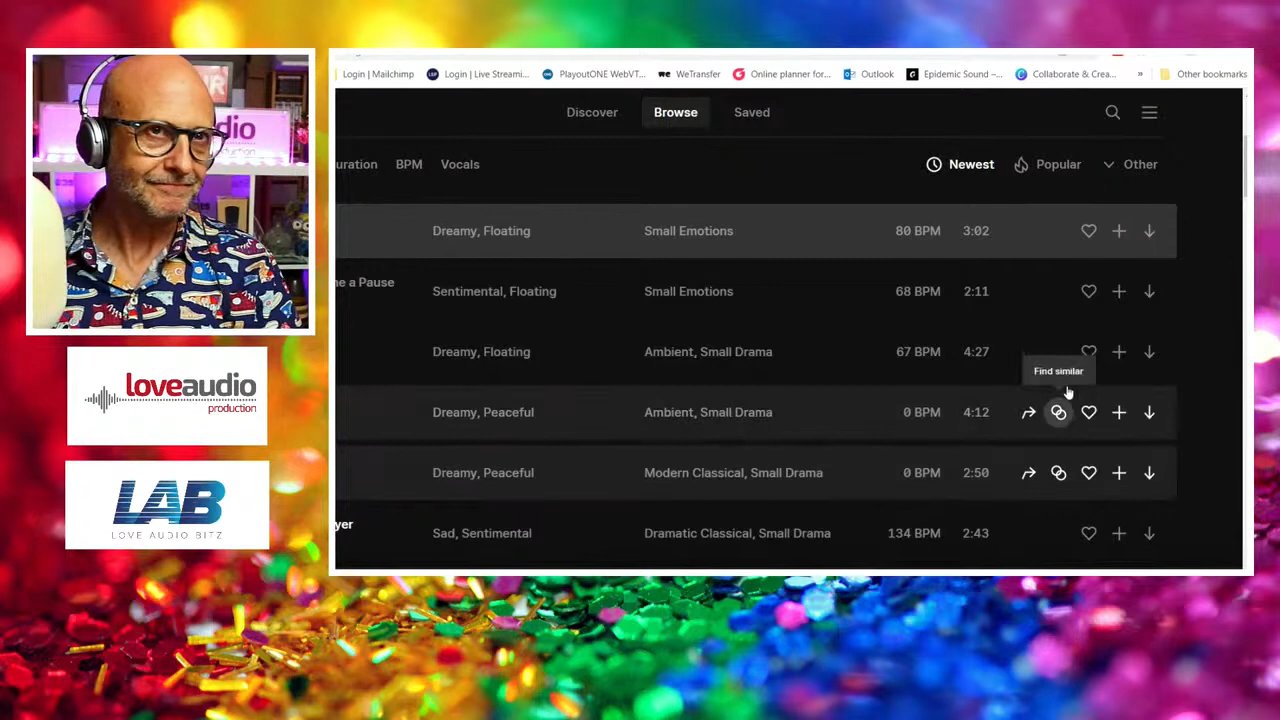 Login | Mailchimp
Login | Live Streami...
PlayoutONE WebVT...
we WeTransfer
Online planner for...
Outlook
Epidemic Sound –...
Collaborate & Crea...
»
Other bookmarks
Discover
Browse
Saved
uration
BPM
Vocals
Newest
Popular
Other
Dreamy, Floating
Small Emotions
80 BPM
3:02
ne a Pause
Sentimental, Floating
Small Emotions
68 BPM
2:11
Dreamy, Floating
Ambient, Small Drama
67 BPM
4:27
Find similar
Dreamy, Peaceful
Ambient, Small Drama
0 BPM
4:12
Dreamy, Peaceful
Modern Classical, Small Drama
0 BPM
2:50
yer
Sad, Sentimental
Dramatic Classical, Small Drama
134 BPM
2:43
dio
loveaudio
production
LAB
LOVE AUDIO BITZ